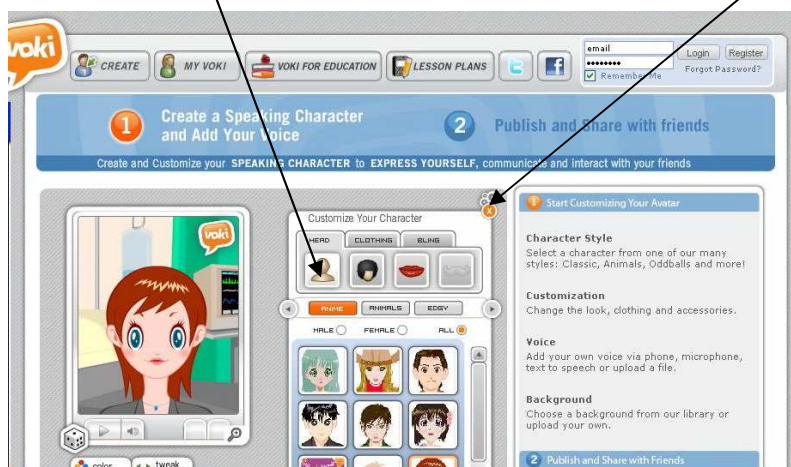 voki
CREATE
MY VOKI
VOKI FOR EDUCATION
LESSON PLANS
email
Login
Register
Remember Me
Forgot Password?
1
Create a Speaking Character
and Add Your Voice
2
Publish and Share with friends
Create and Customize your SPEAKING CHARACTER to EXPRESS YOURSELF, communicate and interact with your friends
voki
Customize Your Character
HEAD
CLOTHING
BLING
ANIME
ANIMALS
EDGY
MALE
FEMALE
ALL
X
color
tweak
1 Start Customizing Your Avatar
Character Style
Select a character from one of our many
styles: Classic, Animals, Oddballs and more!
Customization
Change the look, clothing and accessories.
Voice
Add your own voice via phone, microphone,
text to speech or upload a file.
Background
Choose a background from our library or
upload your own.
2 Publish and Share with Friends